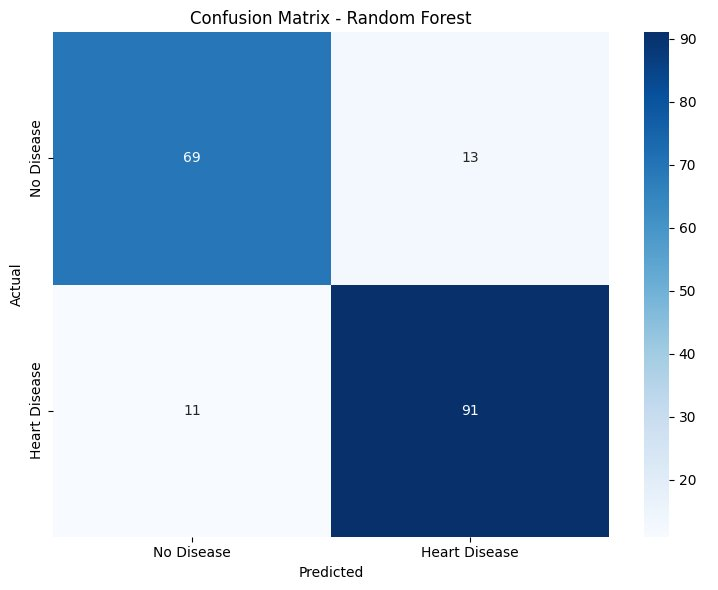 Confusion Matrix - Random Forest
Actual
No Disease
Heart Disease
69
13
11
91
No Disease
Heart Disease
Predicted
90
80
70
60
50
40
30
20